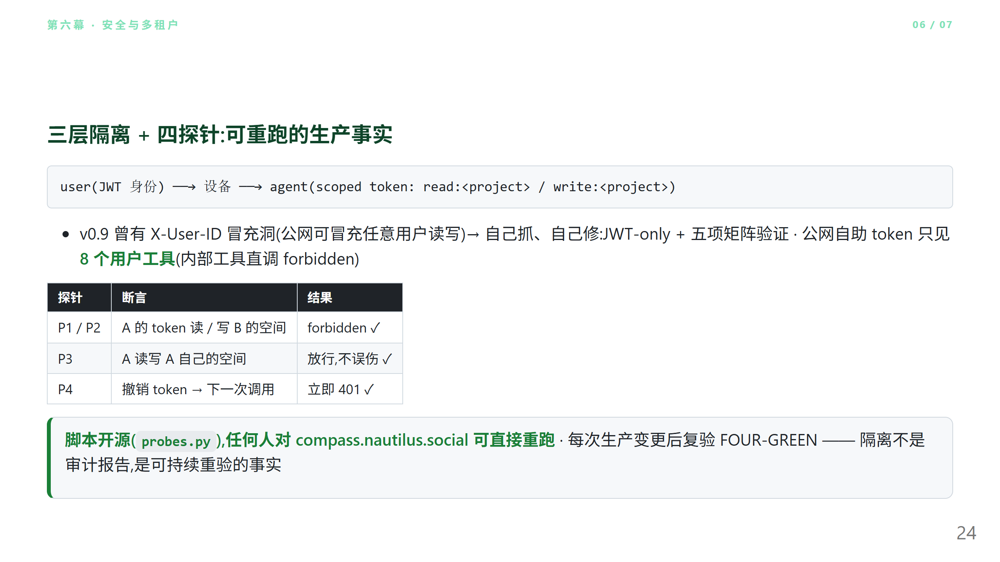 第六幕 · 安全与多租户
06 / 07
三层隔离 + 四探针:可重跑的生产事实
user(JWT 身份) ──→ 设备 ──→ agent(scoped token: read:<project> / write:<project>)
• v0.9 曾有 X-User-ID 冒充洞(公网可冒充任意用户读写)→ 自己抓、自己修:JWT-only + 五项矩阵验证 · 公网自助 token 只见
8 个用户工具(内部工具直调 forbidden)
探针 断言 结果
P1 / P2 A 的 token 读 / 写 B 的空间 forbidden ✓
P3 A 读写 A 自己的空间 放行,不误伤 ✓
P4 撤销 token → 下一次调用 立即 401 ✓
脚本开源(probes.py),任何人对 compass.nautilus.social 可直接重跑 · 每次生产变更后复验 FOUR-GREEN —— 隔离不是
审计报告,是可持续重验的事实
24